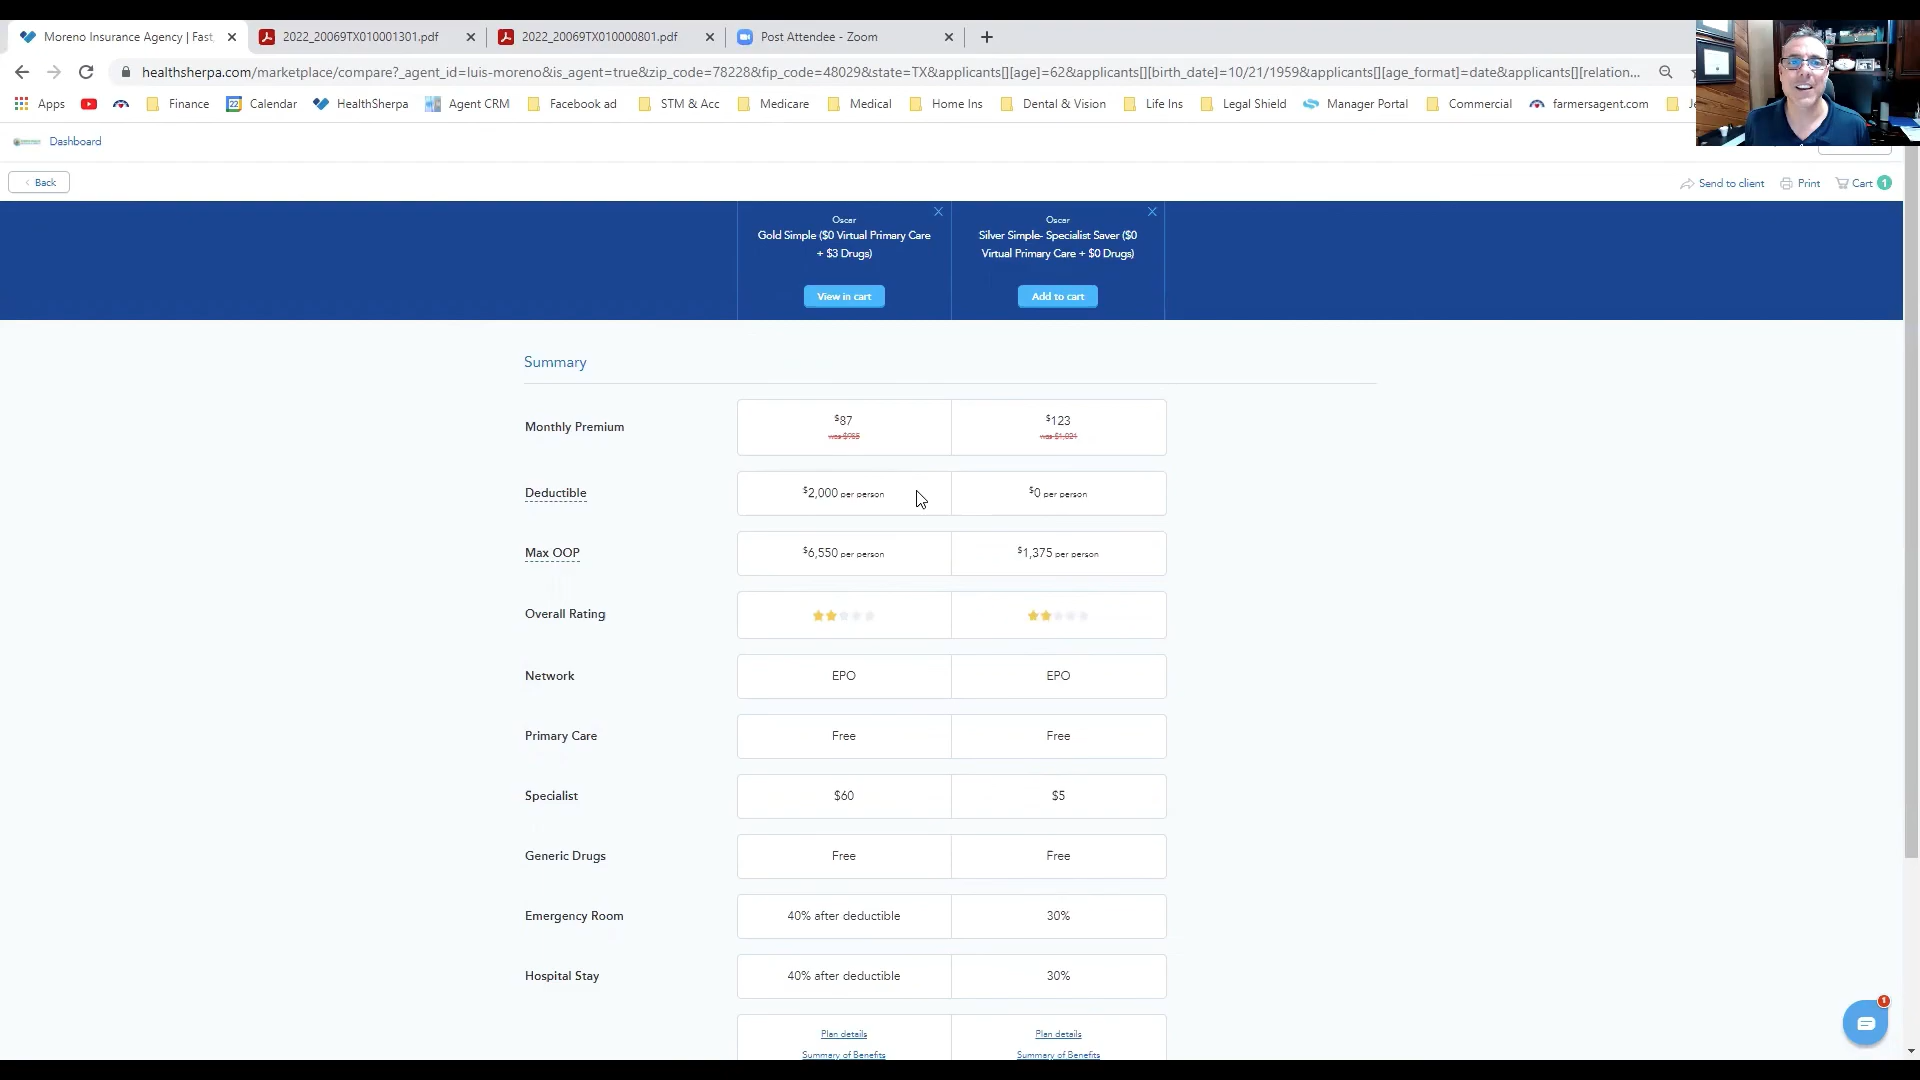 Moreno Insurance Agency | Fast
2022_20069TX010001301.pdf
2022_20069TX010000801.pdf
Post Attendee - Zoom
healthsherpa.com/marketplace/compare?_agent_id=luis-moreno&is_agent=true&zip_code=78228&fip_code=48029&state=TX&applicants[][age]=62&applicants[][birth_date]=10/21/1959&applicants[][age_format]=date&applicants[][relation...
Apps
Finance
22
Calendar
HealthSherpa
Agent CRM
Facebook ad
STM & Acc
Medicare
Medical
Home Ins
Dental & Vision
Life Ins
Legal Shield
Manager Portal
Commercial
farmersagent.com
Dashboard
Back
Send to client
Print
Cart 1
Oscar
Gold Simple ($0 Virtual Primary Care
+ $3 Drugs)
View in cart
Oscar
Silver Simple- Specialist Saver ($0
Virtual Primary Care + $0 Drugs)
Add to cart
Summary
Monthly Premium
$87
was $985
$123
was $1,021
Deductible
$2,000 per person
$0 per person
Max OOP
$6,550 per person
$1,375 per person
Overall Rating
Network
EPO
EPO
Primary Care
Free
Free
Specialist
$60
$5
Generic Drugs
Free
Free
Emergency Room
40% after deductible
30%
Hospital Stay
40% after deductible
30%
Plan details
Plan details
Summary of Benefits
Summary of Benefits
1